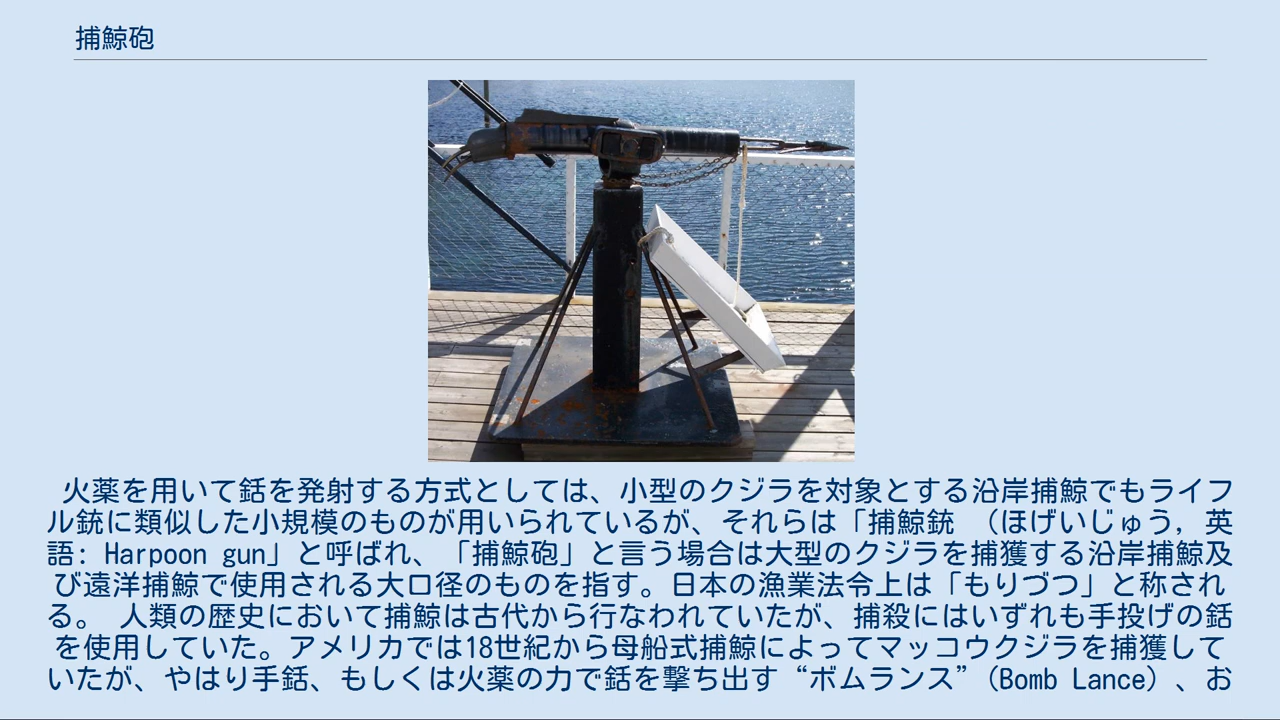 捕鯨砲
火薬を用いて銛を発射する方式としては、小型のクジラを対象とする沿岸捕鯨でもライフ
ル銃に類似した小規模のものが用いられているが、それらは「捕鯨銃 （ほげいじゅう, 英
語: Harpoon gun」と呼ばれ、「捕鯨砲」と言う場合は大型のクジラを捕獲する沿岸捕鯨及
び遠洋捕鯨で使用される大口径のものを指す。日本の漁業法令上は「もりづつ」と称され
る。 人類の歴史において捕鯨は古代から行なわれていたが、捕殺にはいずれも手投げの銛
を使用していた。アメリカでは18世紀から母船式捕鯨によってマッコウクジラを捕獲して
いたが、やはり手銛、もしくは火薬の力で銛を撃ち出す“ボムランス”（Bomb Lance）、お